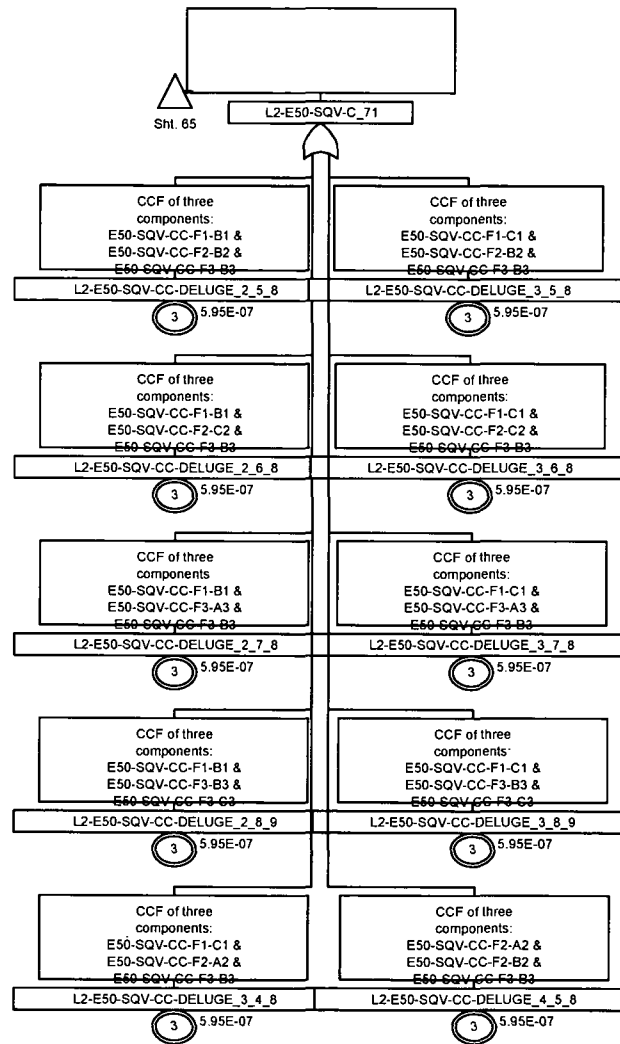 L2-E50-SQV-C_71
Sht. 65
CCF of three
components:
E50-SQV-CC-F1-B1 &
E50-SQV-CC-F2-B2 &
E50-SQV-CC-F3-B3
L2-E50-SQV-CC-DELUGE_2_5_8
3
5.95E-07
CCF of three
components:
E50-SQV-CC-F1-C1 &
E50-SQV-CC-F2-B2 &
E50-SQV-CC-F3-B3
L2-E50-SQV-CC-DELUGE_3_5_8
3
5.95E-07
CCF of three
components:
E50-SQV-CC-F1-B1 &
E50-SQV-CC-F2-C2 &
E50-SQV-CC-F3-B3
L2-E50-SQV-CC-DELUGE_2_6_8
3
5.95E-07
CCF of three
components:
E50-SQV-CC-F1-C1 &
E50-SQV-CC-F2-C2 &
E50-SQV-CC-F3-B3
L2-E50-SQV-CC-DELUGE_3_6_8
3
5.95E-07
CCF of three
components
E50-SQV-CC-F1-B1 &
E50-SQV-CC-F3-A3 &
E50-SQV-CC-F3-B3
L2-E50-SQV-CC-DELUGE_2_7_8
3
5.95E-07
CCF of three
components:
E50-SQV-CC-F1-C1 &
E50-SQV-CC-F3-A3 &
E50-SQV-CC-F3-B3
L2-E50-SQV-CC-DELUGE_3_7_8
3
5.95E-07
CCF of three
components:
E50-SQV-CC-F1-B1 &
E50-SQV-CC-F3-B3 &
E50-SQV-CC-F3-C3
L2-E50-SQV-CC-DELUGE_2_8_9
3
5.95E-07
CCF of three
components:
E50-SQV-CC-F1-C1 &
E50-SQV-CC-F3-B3 &
E50-SQV-CC-F3-C3
L2-E50-SQV-CC-DELUGE_3_8_9
3
5.95E-07
CCF of three
components:
E50-SQV-CC-F1-C1 &
E50-SQV-CC-F2-A2 &
E50-SQV-CC-F3-B3
L2-E50-SQV-CC-DELUGE_3_4_8
3
5.95E-07
CCF of three
components:
E50-SQV-CC-F2-A2 &
E50-SQV-CC-F2-B2 &
E50-SQV-CC-F3-B3
L2-E50-SQV-CC-DELUGE_4_5_8
3
5.95E-07